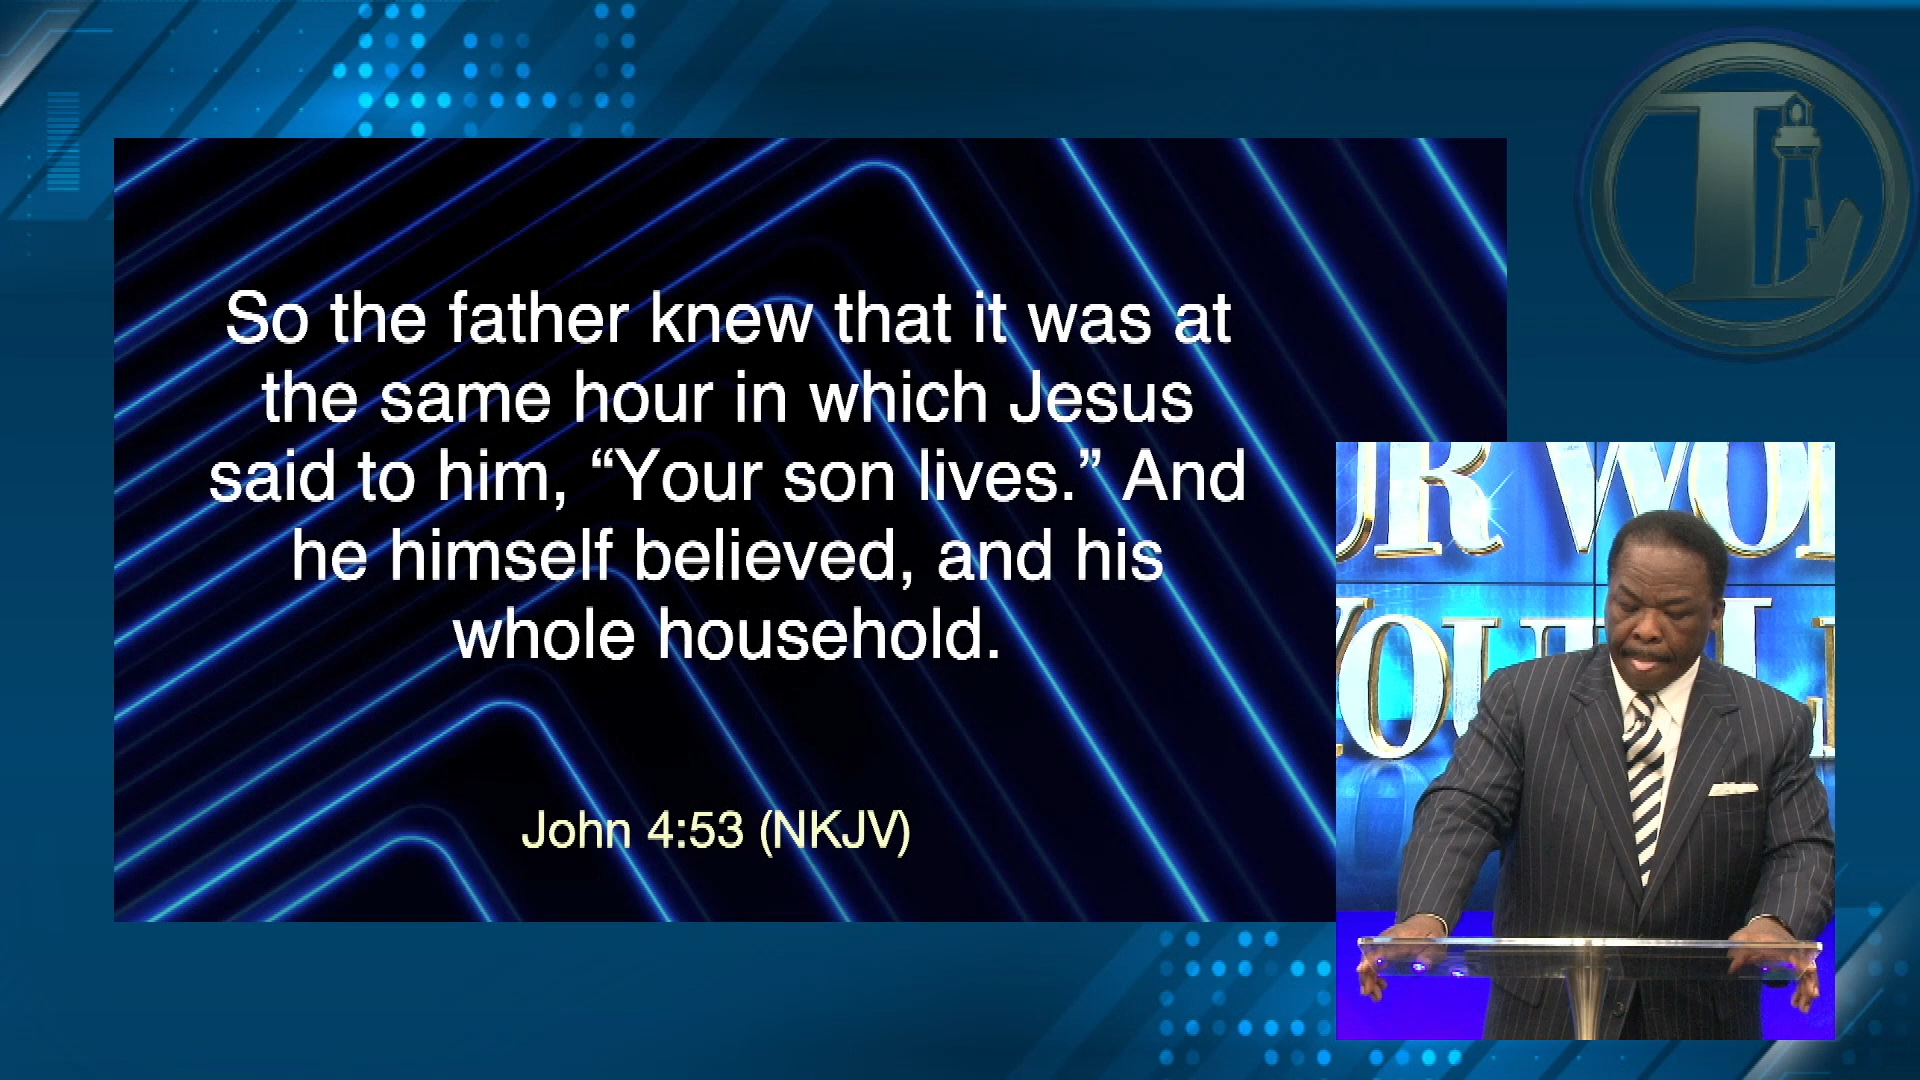 So the father knew that it was at
the same hour in which Jesus
said to him, “Your son lives.” And
he himself believed, and his
whole household.
John 4:53 (NKJV)
TL